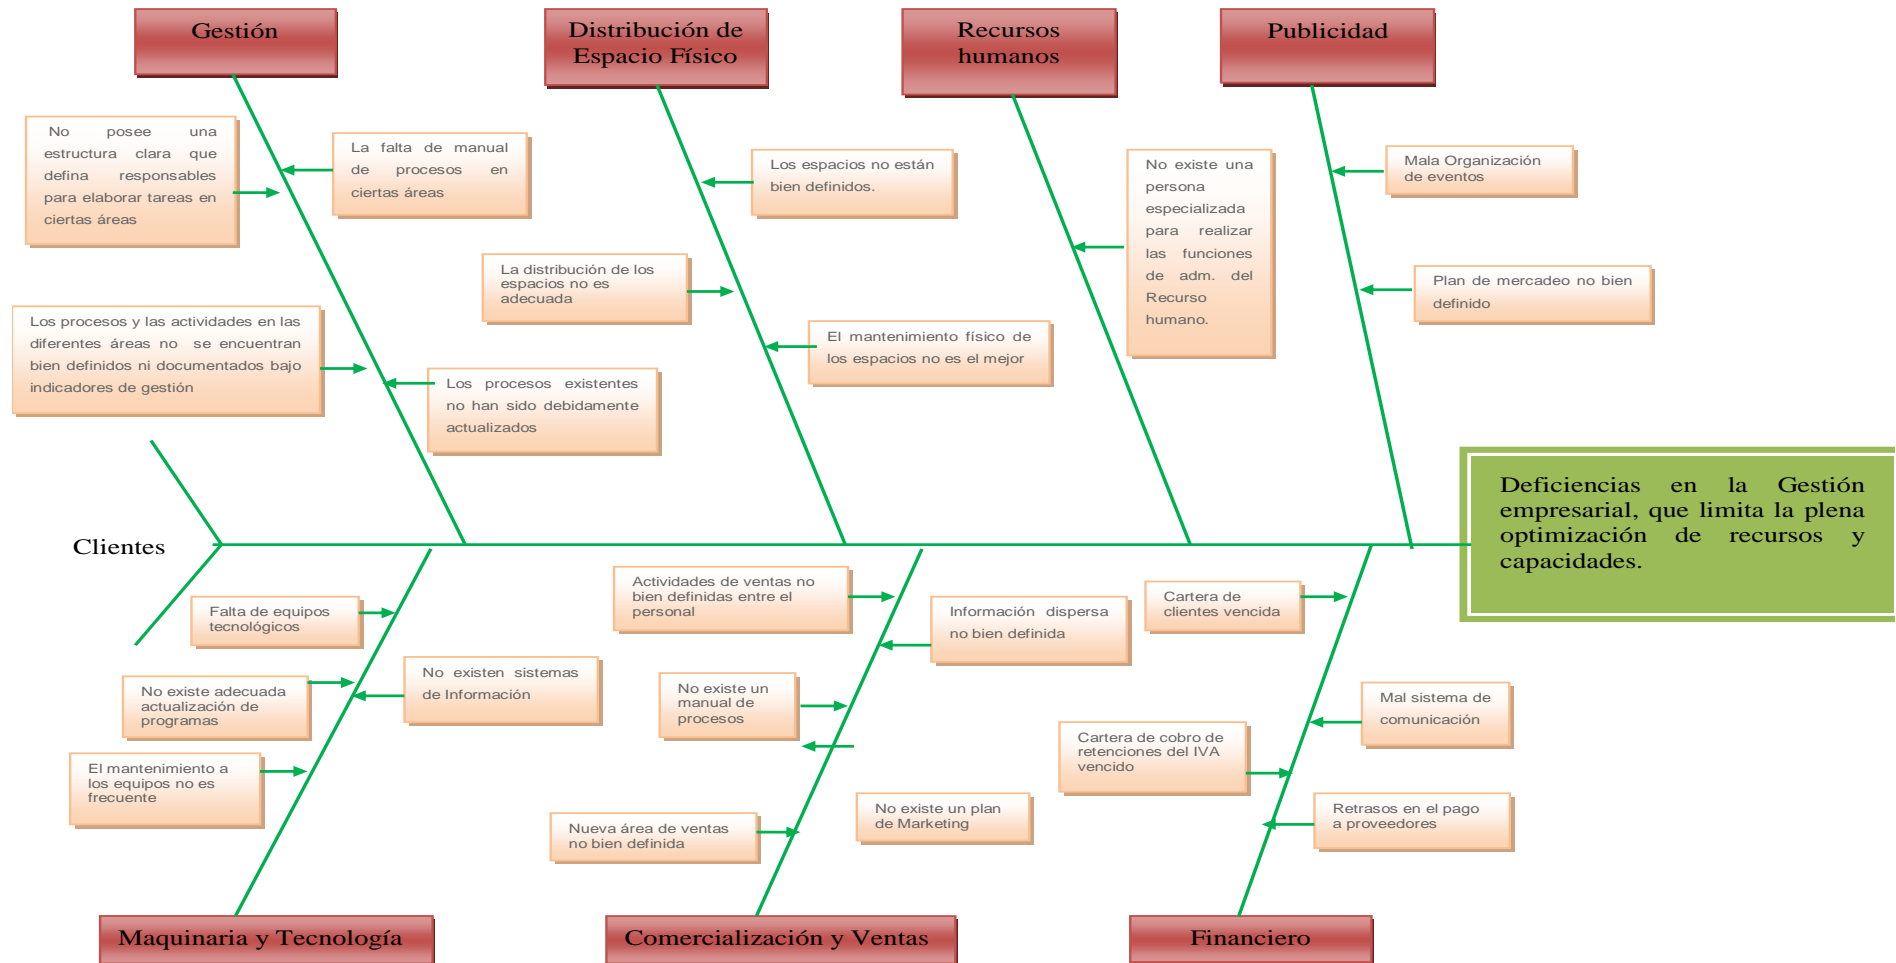 Gestión
Distribución de
Espacio Físico
Recursos
humanos
Publicidad
No posee una
estructura clara que
defina responsables
para elaborar tareas en
ciertas áreas
La falta de manual
de procesos en
ciertas áreas
Los procesos y las actividades en las
diferentes áreas no se encuentran
bien definidos ni documentados bajo
indicadores de gestión
Los procesos existentes
no han sido debidamente
actualizados
Los espacios no están
bien definidos.
La distribución de los
espacios no es
adecuada
El mantenimiento físico de
los espacios no es el mejor
No existe una
persona
especializada
para realizar
las funciones
de adm. del
Recurso
humano.
Mala Organización
de eventos
Plan de mercadeo no bien
definido
Clientes
Deficiencias en la Gestión
empresarial, que limita la plena
optimización de recursos y
capacidades.
Falta de equipos
tecnológicos
No existen sistemas
de Información
No existe adecuada
actualización de
programas
El mantenimiento a
los equipos no es
frecuente
Actividades de ventas no
bien definidas entre el
personal
Información dispersa
no bien definida
No existe un
manual de
procesos
No existe un plan
de Marketing
Nueva área de ventas
no bien definida
Cartera de
clientes vencida
Mal sistema de
comunicación
Cartera de cobro de
retenciones del IVA
vencido
Retrasos en el pago
a proveedores
Maquinaria y Tecnología
Comercialización y Ventas
Financiero